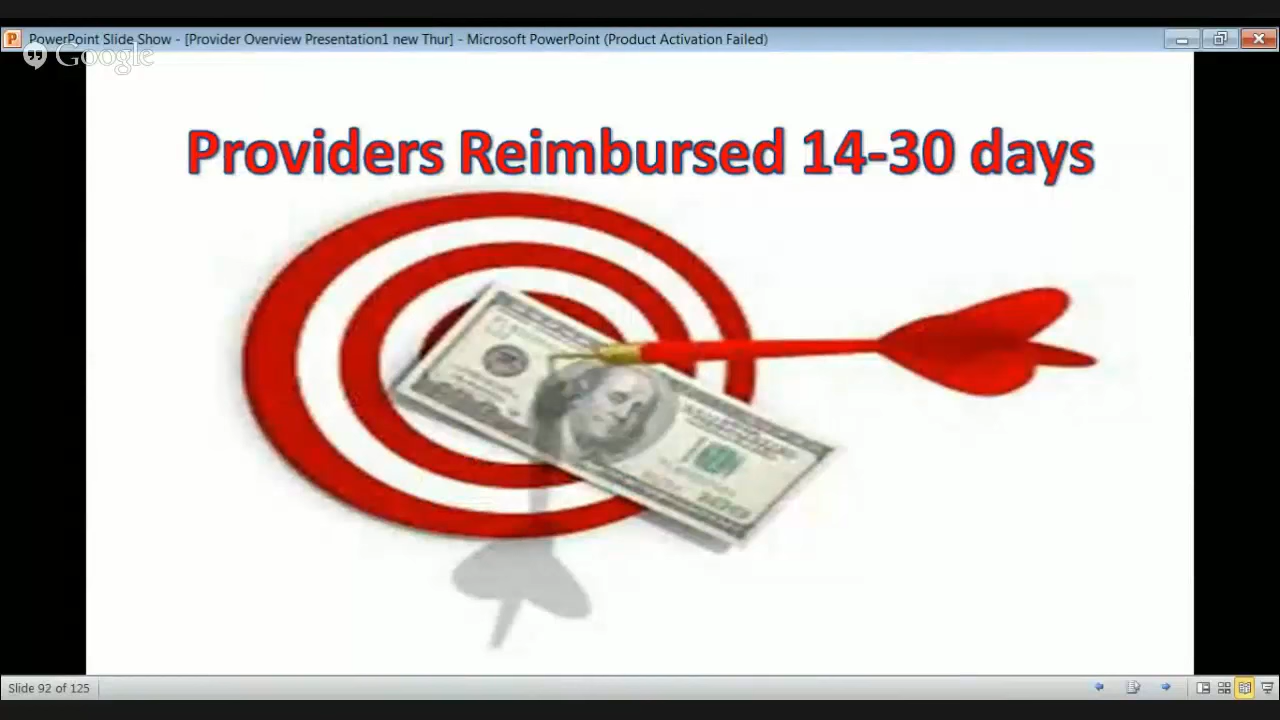 PowerPoint Slide Show - [Provider Overview Presentation1 new Thur] - Microsoft PowerPoint (Product Activation Failed)
Google
Providers Reimbursed 14-30 days
Slide 92 of 125